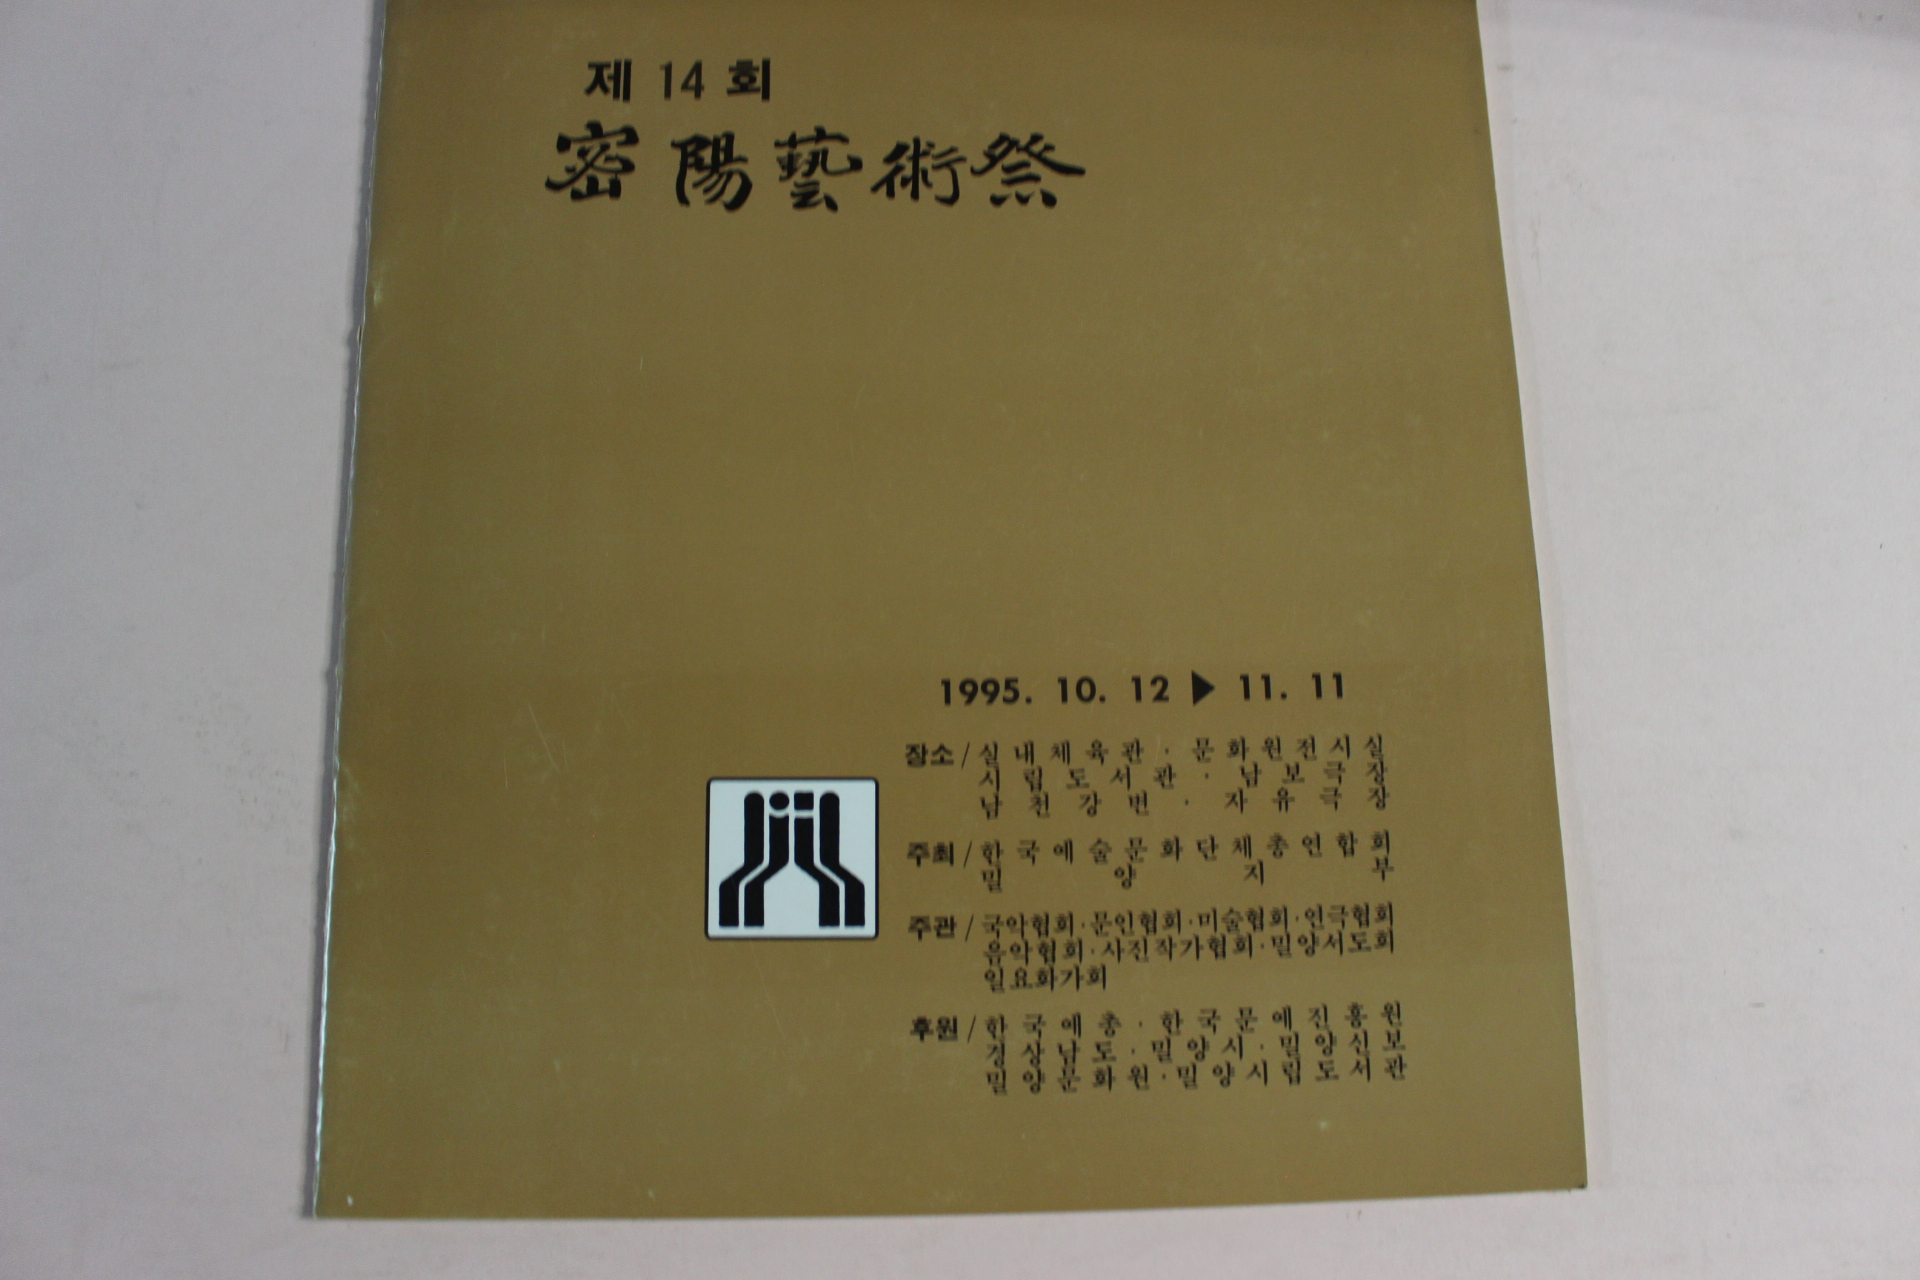 제 14 회
密陽藝術祭
1995. 10. 12 ▶ 11. 11
장소 / 실내체육관 · 문화원전시실
시립도서관 · 남보극장
남천강변 · 자유극장
주최 / 한국예술문화단체총연합회
밀양지부
주관 / 국악협회·문인협회·미술협회·연극협회
음악협회·사진작가협회·밀양서도회
일요화가회
후원 / 한국예총 · 한국문예진흥원
경상남도 · 밀양시 · 밀양신보
밀양문화원 · 밀양시립도서관